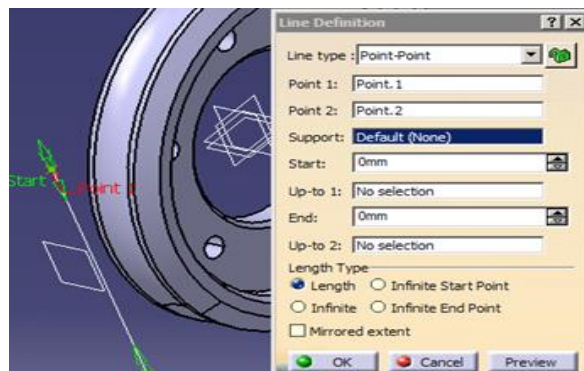 Line Definition
Line type : Point-Point
Point 1: Point.1
Point 2: Point.2
Support: Default (None)
Start: 0mm
Up-to 1: No selection
End: 0mm
Up-to 2: No selection
Length Type
Length Infinite Start Point
Infinite Infinite End Point
Mirrored extent
OK Cancel Preview
Start
Point